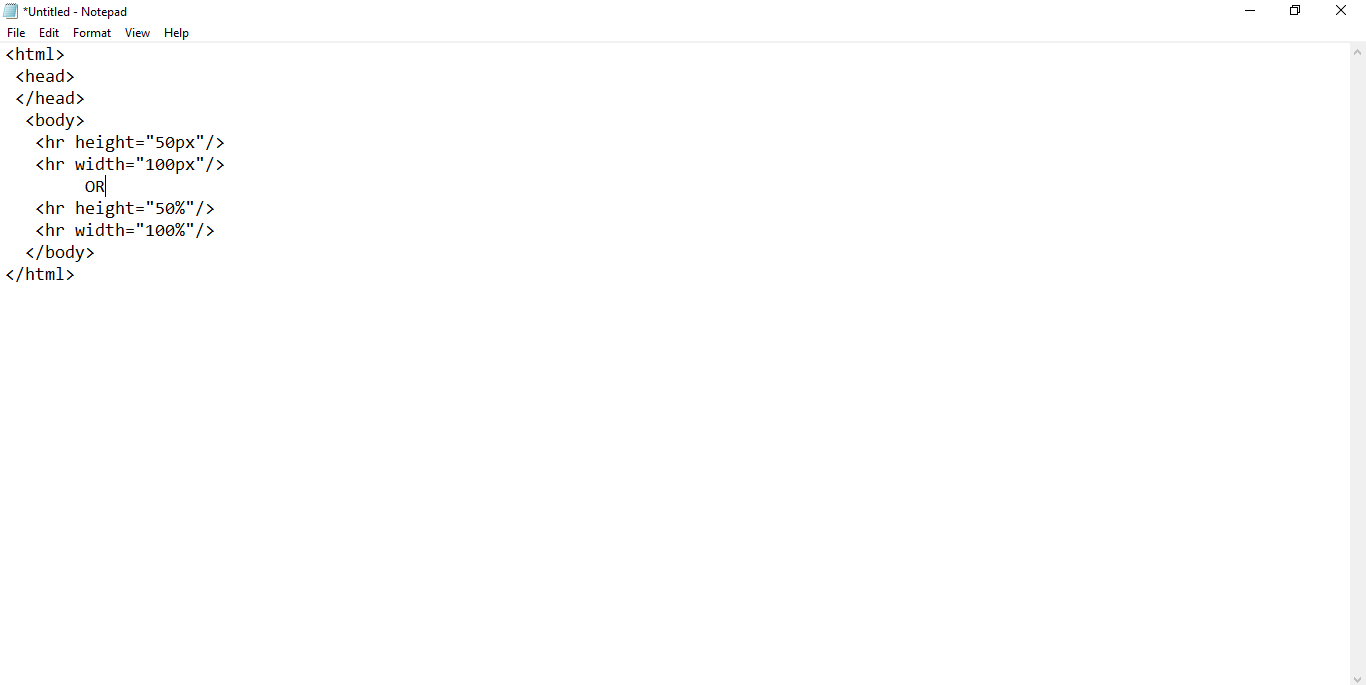 *Untitled - Notepad
File Edit Format View Help
<html>
 <head>
 </head>
  <body>
   <hr height="50px"/>
   <hr width="100px"/>
        OR
   <hr height="50%"/>
   <hr width="100%"/>
  </body>
</html>